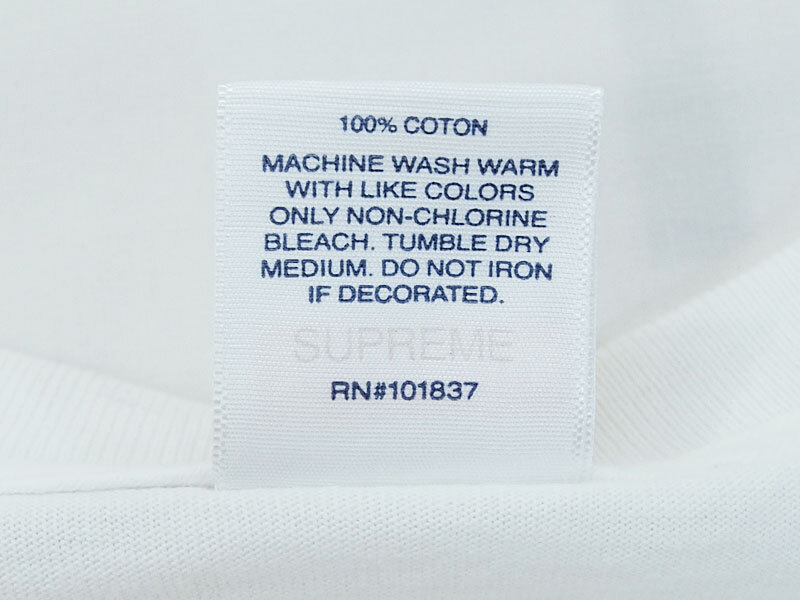 100% COTON
MACHINE WASH WARM
WITH LIKE COLORS
ONLY NON-CHLORINE
BLEACH. TUMBLE DRY
MEDIUM. DO NOT IRON
IF DECORATED.
SUPREME
RN#101837